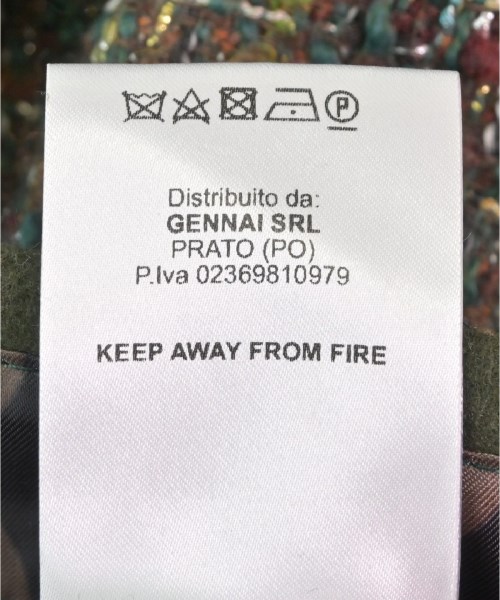 P
Distribuito da:
GENNAI SRL
PRATO (PO)
P.Iva 02369810979
KEEP AWAY FROM FIRE